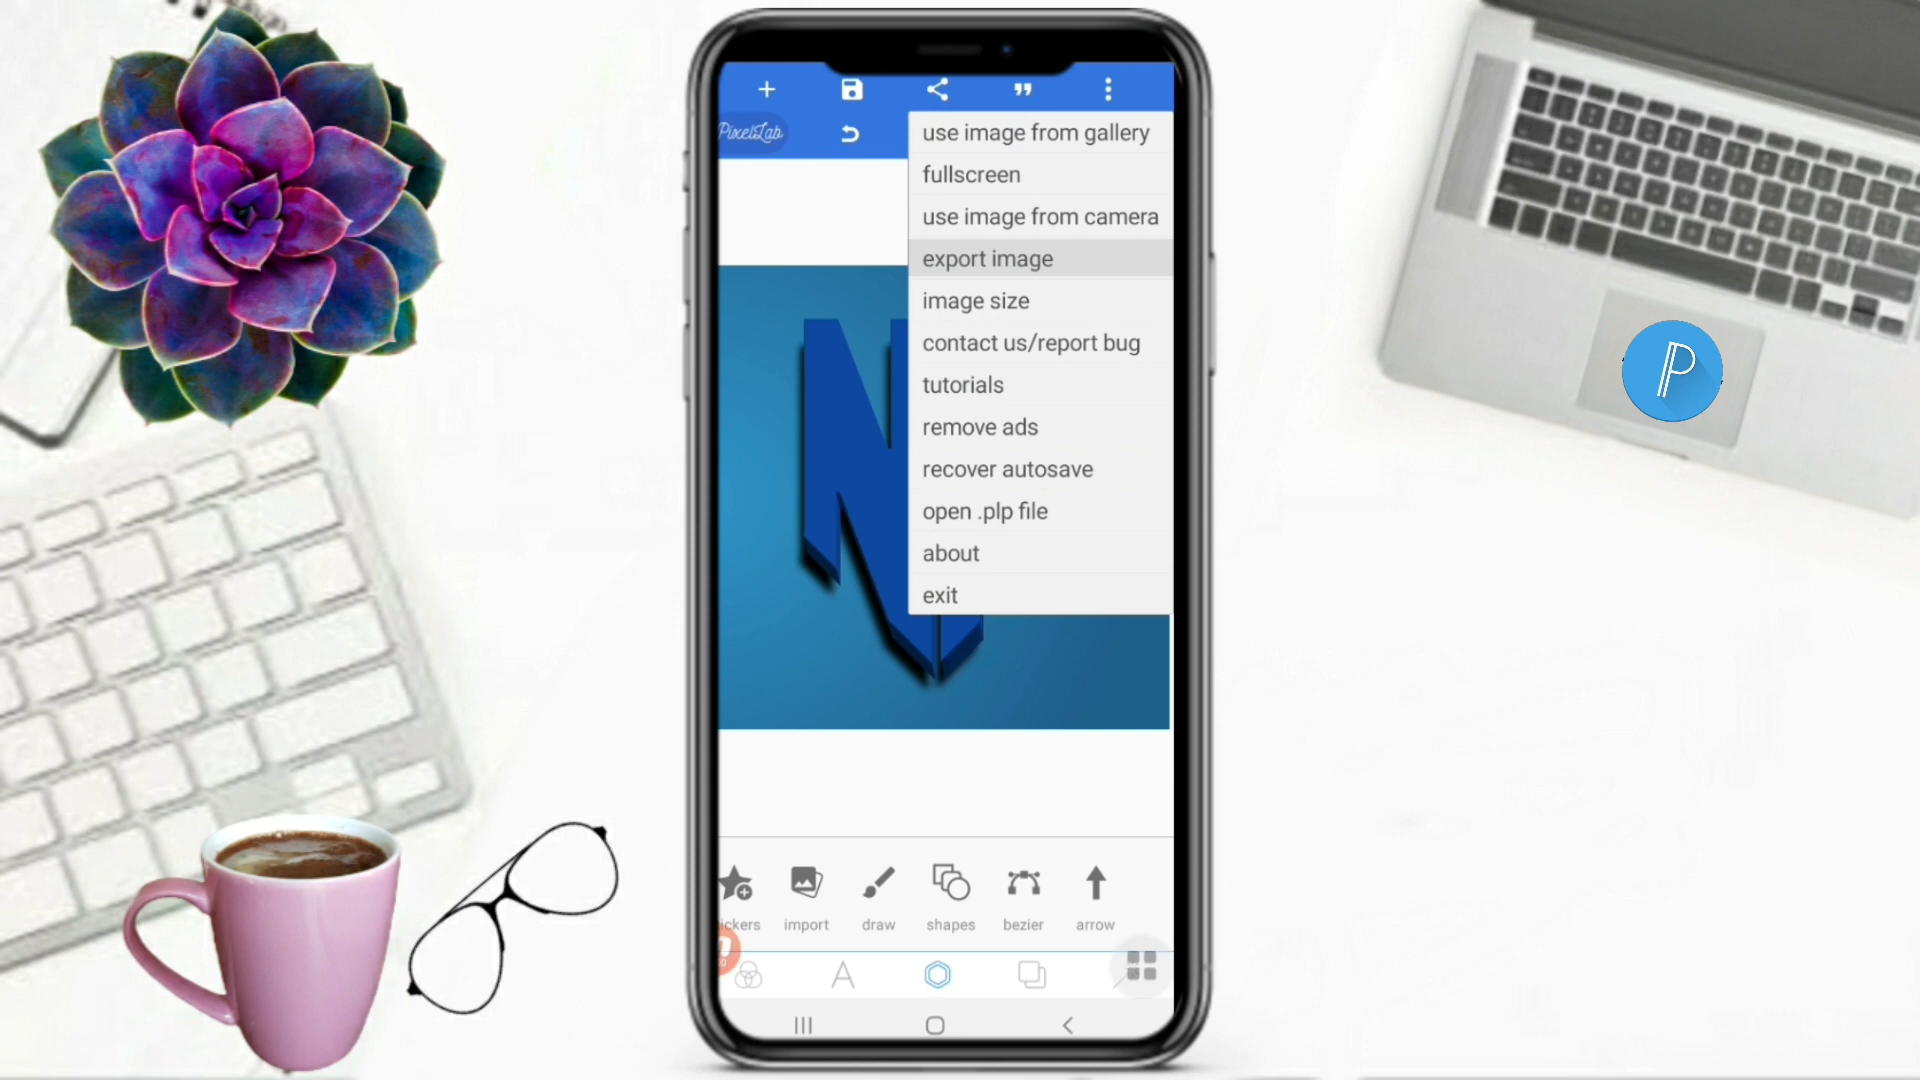 PixelLab
use image from gallery
fullscreen
use image from camera
export image
image size
contact us/report bug
tutorials
remove ads
recover autosave
open .plp file
about
exit
N
ickers import draw shapes bezier arrow
A
P